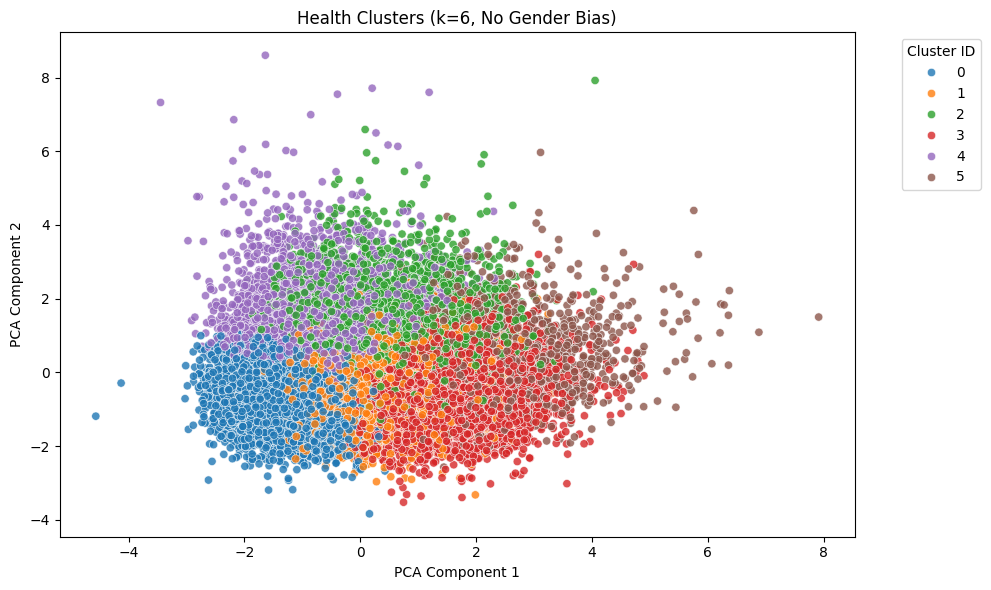 Health Clusters (k=6, No Gender Bias)
Cluster ID
0
1
2
3
4
5
PCA Component 2
8
6
4
2
0
−2
−4
−4 −2 0 2 4 6 8
PCA Component 1